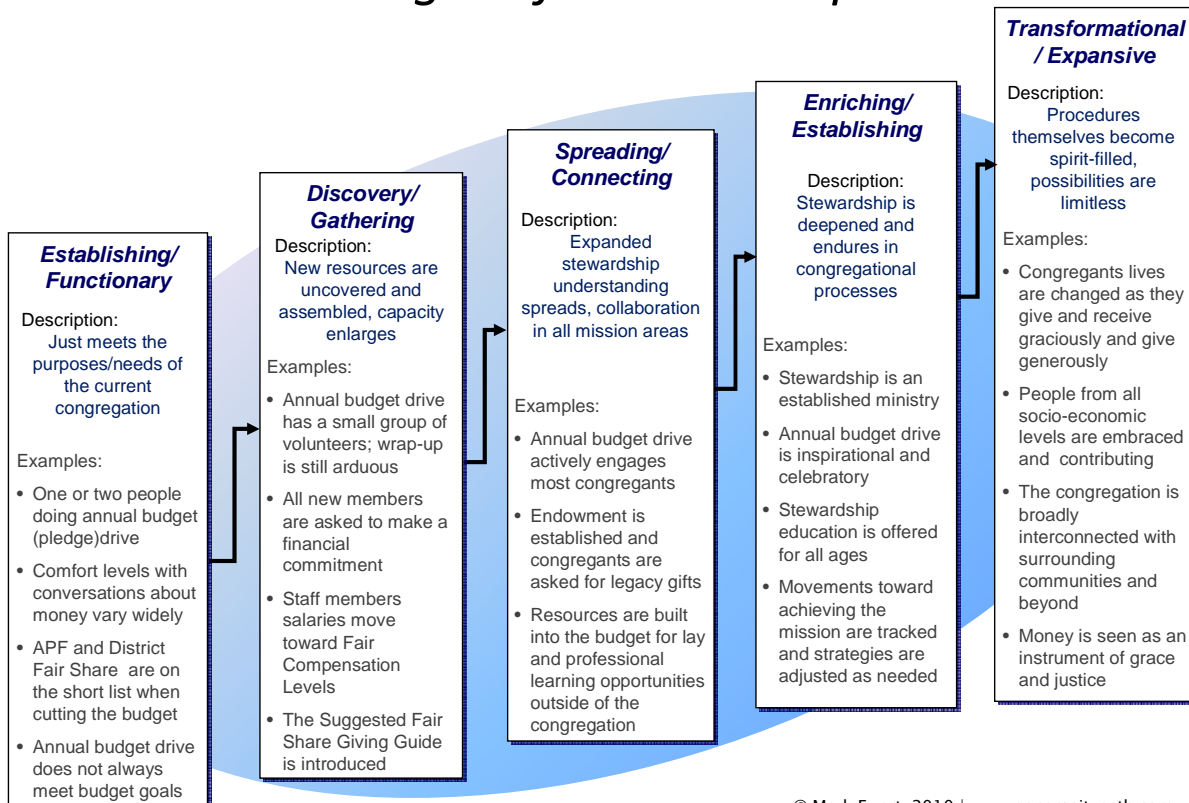 Establishing/
Functionary
Description:
Just meets the
purposes/needs of
the current
congregation
Examples:
• One or two people
doing annual budget
(pledge)drive
• Comfort levels with
conversations about
money vary widely
• APF and District
Fair Share are on
the short list when
cutting the budget
• Annual budget drive
does not always
meet budget goals
Discovery/
Gathering
Description:
New resources are
uncovered and
assembled, capacity
enlarges
Examples:
• Annual budget drive
has a small group of
volunteers; wrap-up
is still arduous
• All new members
are asked to make a
financial
commitment
• Staff members
salaries move
toward Fair
Compensation
Levels
• The Suggested Fair
Share Giving Guide
is introduced
Spreading/
Connecting
Description:
Expanded
stewardship
understanding
spreads, collaboration
in all mission areas
Examples:
• Annual budget drive
actively engages
most congregants
• Endowment is
established and
congregants are
asked for legacy gifts
• Resources are built
into the budget for lay
and professional
learning opportunities
outside of the
congregation
Enriching/
Establishing
Description:
Stewardship is
deepened and
endures in
congregational
processes
Examples:
• Stewardship is an
established ministry
• Annual budget drive
is inspirational and
celebratory
• Stewardship
education is offered
for all ages
• Movements toward
achieving the
mission are tracked
and strategies are
adjusted as needed
Transformational
/ Expansive
Description:
Procedures
themselves become
spirit-filled,
possibilities are
limitless
Examples:
• Congregants lives
are changed as they
give and receive
graciously and give
generously
• People from all
socio-economic
levels are embraced
and contributing
• The congregation is
broadly
interconnected with
surrounding
communities and
beyond
• Money is seen as an
instrument of grace
and justice
© Mark Ewert, 2010 |